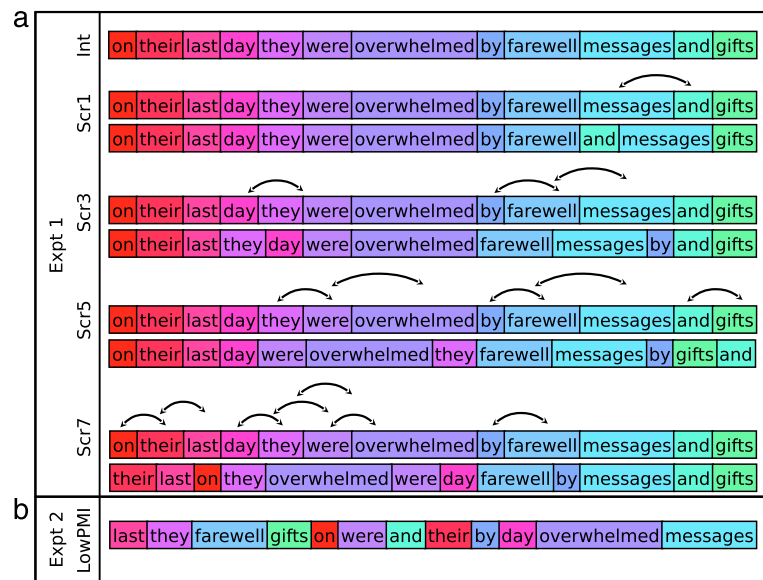 a
Expt 1
Int
on their last day they were overwhelmed by farewell messages and gifts
Scr1
on their last day they were overwhelmed by farewell messages and gifts
on their last day they were overwhelmed by farewell and messages gifts
Scr3
on their last day they were overwhelmed by farewell messages and gifts
on their last they day were overwhelmed farewell messages by and gifts
Scr5
on their last day they were overwhelmed by farewell messages and gifts
on their last day were overwhelmed they farewell messages by gifts and
Scr7
on their last day they were overwhelmed by farewell messages and gifts
their last on they overwhelmed were day farewell by messages and gifts
b
Expt 2
LowPMI
last they farewell gifts on were and their by day overwhelmed messages